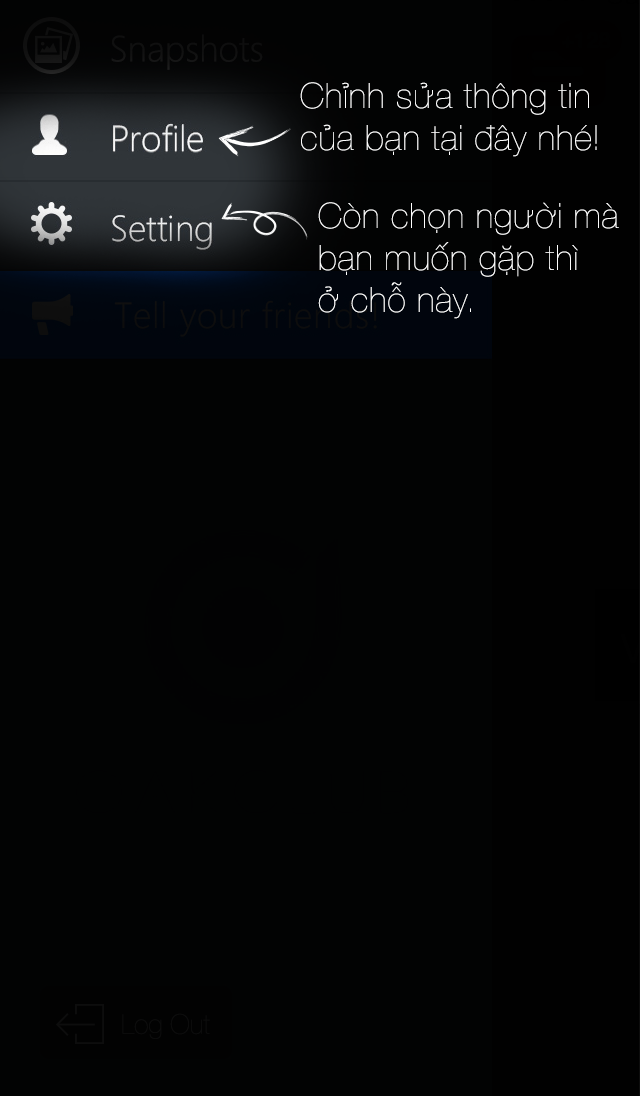 Snapshots
Chỉnh sửa thông tin
của bạn tại đây nhé!
Profile
Còn chọn người mà
bạn muốn gặp thì
ở chỗ này.
Setting
Tell your friends!
Log Out